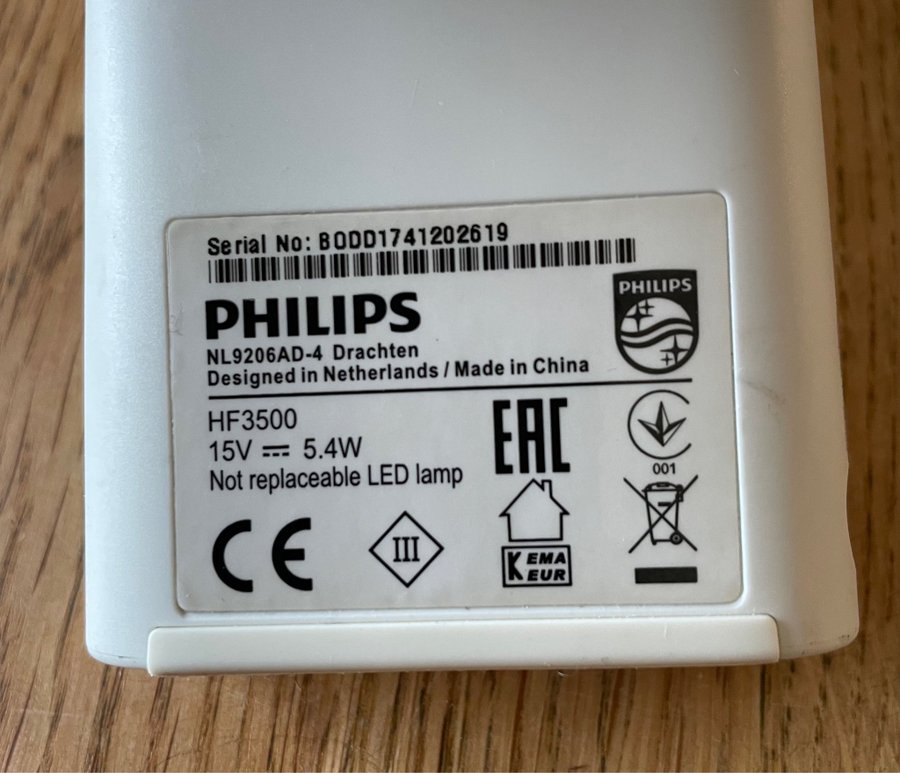 Serial No: BODD1741202619
PHILIPS
PHILIPS
NL9206AD-4 Drachten
Designed in Netherlands / Made in China
HF3500
15V ⎓ 5.4W
Not replaceable LED lamp
EAC
001
CE
III
KEMA
EUR